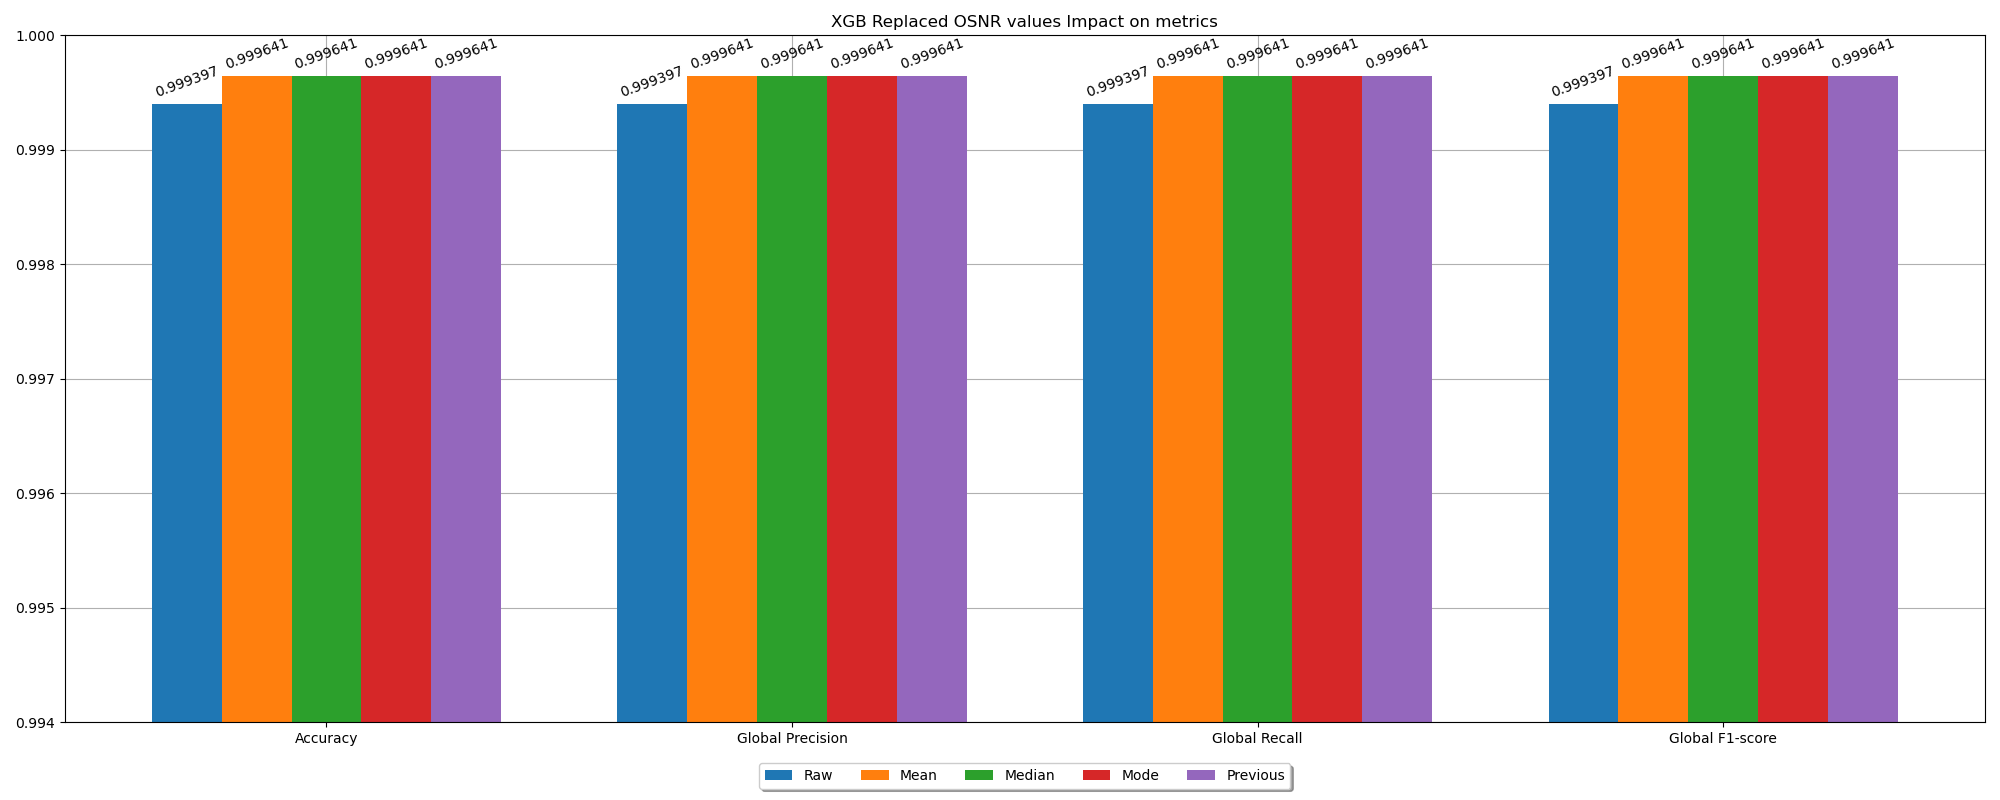 XGB Replaced OSNR values Impact on metrics
1.000
0.999
0.998
0.997
0.996
0.995
0.994
0.999397
0.999641
0.999641
0.999641
0.999641
0.999397
0.999641
0.999641
0.999641
0.999641
0.999397
0.999641
0.999641
0.999641
0.999641
0.999397
0.999641
0.999641
0.999641
0.999641
Accuracy
Global Precision
Global Recall
Global F1-score
Raw
Mean
Median
Mode
Previous